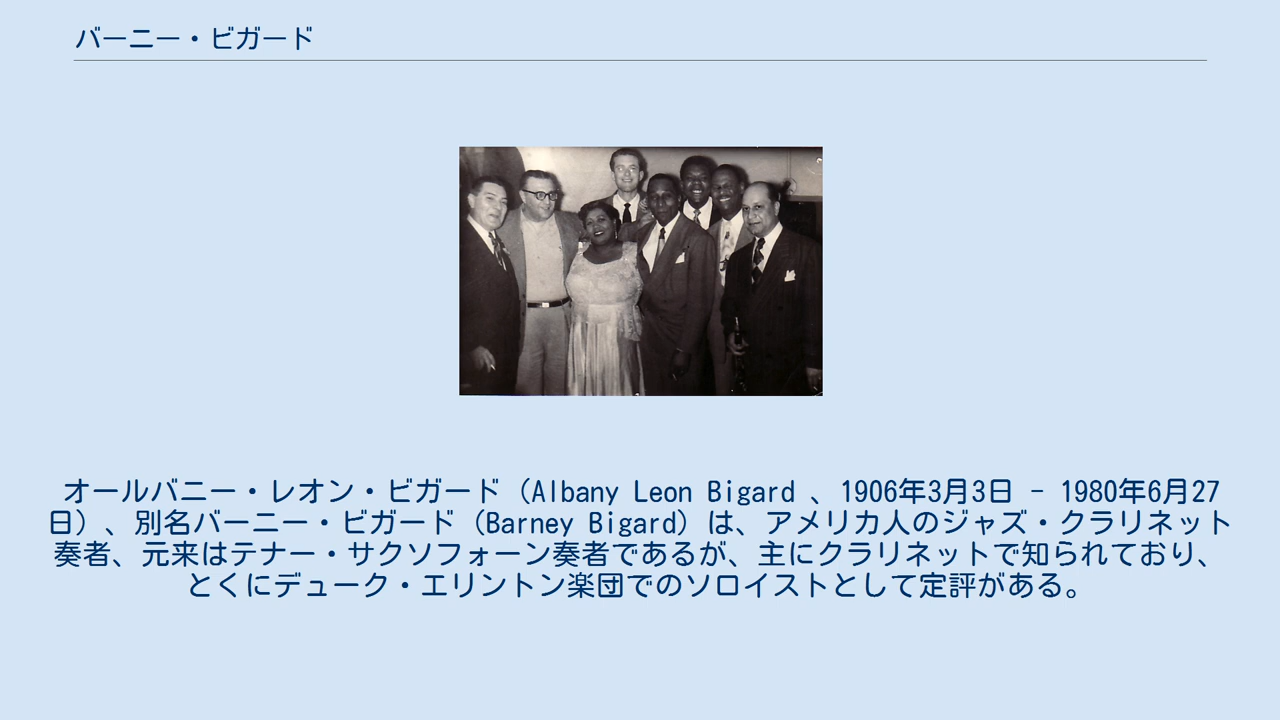 バーニー・ビガード
オールバニー・レオン・ビガード（Albany Leon Bigard 、1906年3月3日 - 1980年6月27
日）、別名バーニー・ビガード（Barney Bigard）は、アメリカ人のジャズ・クラリネット
奏者、元来はテナー・サクソフォーン奏者であるが、主にクラリネットで知られており、
とくにデューク・エリントン楽団でのソロイストとして定評がある。